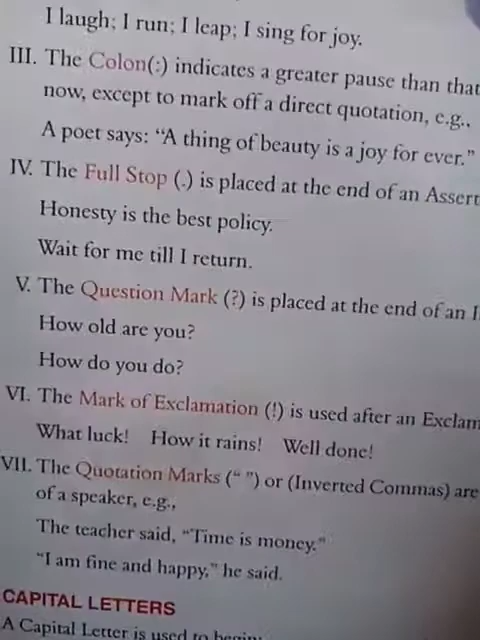 I laugh; I run; I leap; I sing for joy.
III. The Colon(:) indicates a greater pause than that
now, except to mark off a direct quotation, e.g.,
A poet says: “A thing of beauty is a joy for ever.”
IV. The Full Stop (.) is placed at the end of an Assert
Honesty is the best policy.
Wait for me till I return.
V. The Question Mark (?) is placed at the end of an I
How old are you?
How do you do?
VI. The Mark of Exclamation (!) is used after an Exclam
What luck! How it rains! Well done!
VII. The Quotation Marks (“ ”) or (Inverted Commas) are
of a speaker, e.g.,
The teacher said, “Time is money.”
“I am fine and happy,” he said.
CAPITAL LETTERS
A Capital Letter is used to begin: